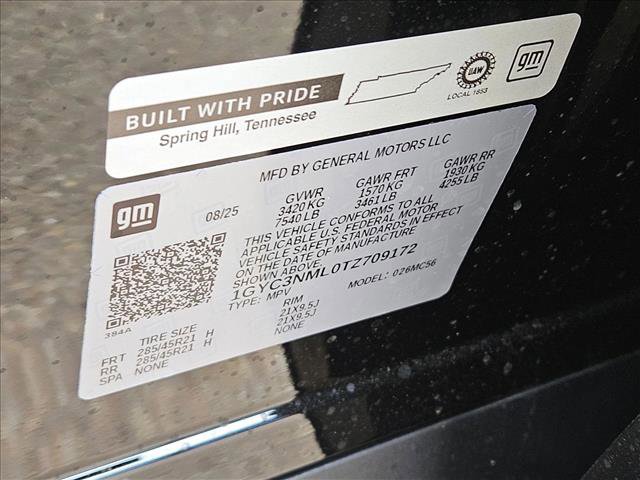 BUILT WITH PRIDE
Spring Hill, Tennessee
UAW
LOCAL 1853
gm
MFD BY GENERAL MOTORS LLC
gm
08/25
GVWR GAWR FRT GAWR RR
3420 KG 1570 KG 1930 KG
7540 LB 3461 LB 4255 LB
THIS VEHICLE CONFORMS TO ALL
APPLICABLE U.S. FEDERAL MOTOR
VEHICLE SAFETY STANDARDS IN EFFECT
ON THE DATE OF MANUFACTURE
SHOWN ABOVE.
1GYC3NML0TZ709172
TYPE: MPV MODEL: 026MC56
384A
TIRE SIZE RIM
FRT 285/45R21 H 21X9.5J
RR 285/45R21 H 21X9.5J
SPA NONE NONE